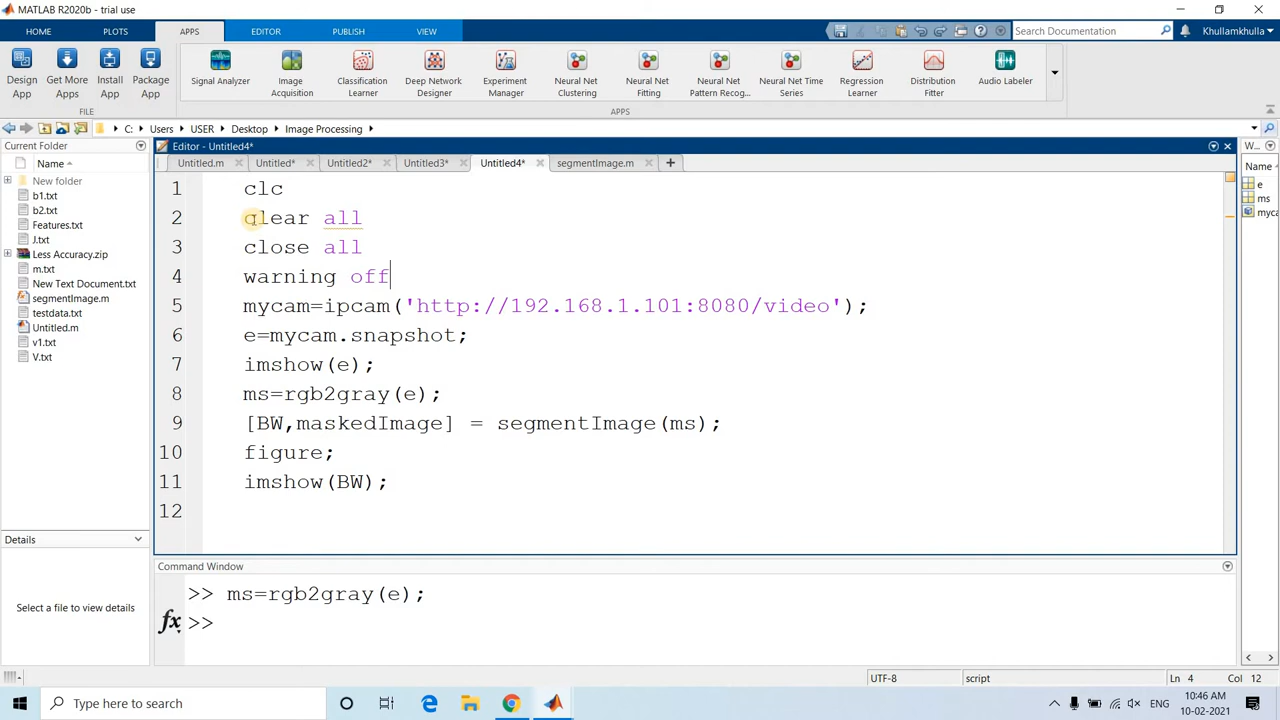 MATLAB R2020b - trial use
HOME PLOTS APPS EDITOR PUBLISH VIEW Search Documentation Khullamkhulla
Design App
Get More Apps
Install App
Package App
Signal Analyzer
Image Acquisition
Classification Learner
Deep Network Designer
Experiment Manager
Neural Net Clustering
Neural Net Fitting
Neural Net Pattern Recog...
Neural Net Time Series
Regression Learner
Distribution Fitter
Audio Labeler
FILE APPS
C: Users USER Desktop Image Processing
Current Folder
Name
New folder
b1.txt
b2.txt
Features.txt
J.txt
Less Accuracy.zip
m.txt
New Text Document.txt
segmentImage.m
testdata.txt
Untitled.m
v1.txt
V.txt
Details
Select a file to view details
Editor - Untitled4*
Untitled.m Untitled* Untitled2* Untitled3* Untitled4* segmentImage.m
1 clc
2 clear all
3 close all
4 warning off
5 mycam=ipcam('http://192.168.1.101:8080/video');
6 e=mycam.snapshot;
7 imshow(e);
8 ms=rgb2gray(e);
9 [BW,maskedImage] = segmentImage(ms);
10 figure;
11 imshow(BW);
12
Command Window
>> ms=rgb2gray(e);
fx >>
W...
Name
e
ms
myca
UTF-8 script Ln 4 Col 12
Type here to search
ENG
10:46 AM
10-02-2021